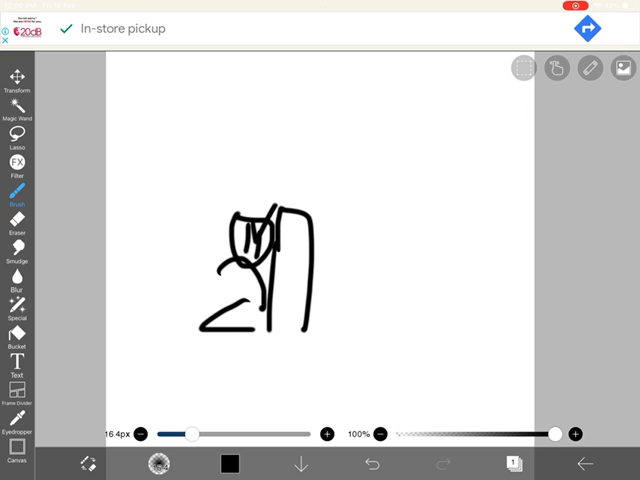 In-store pickup
20dB
Transform
Magic Wand
Lasso
FX
Filter
Brush
Eraser
Smudge
Blur
Special
Bucket
T
Text
Frame Divider
Eyedropper
Canvas
16.4px
100%
1